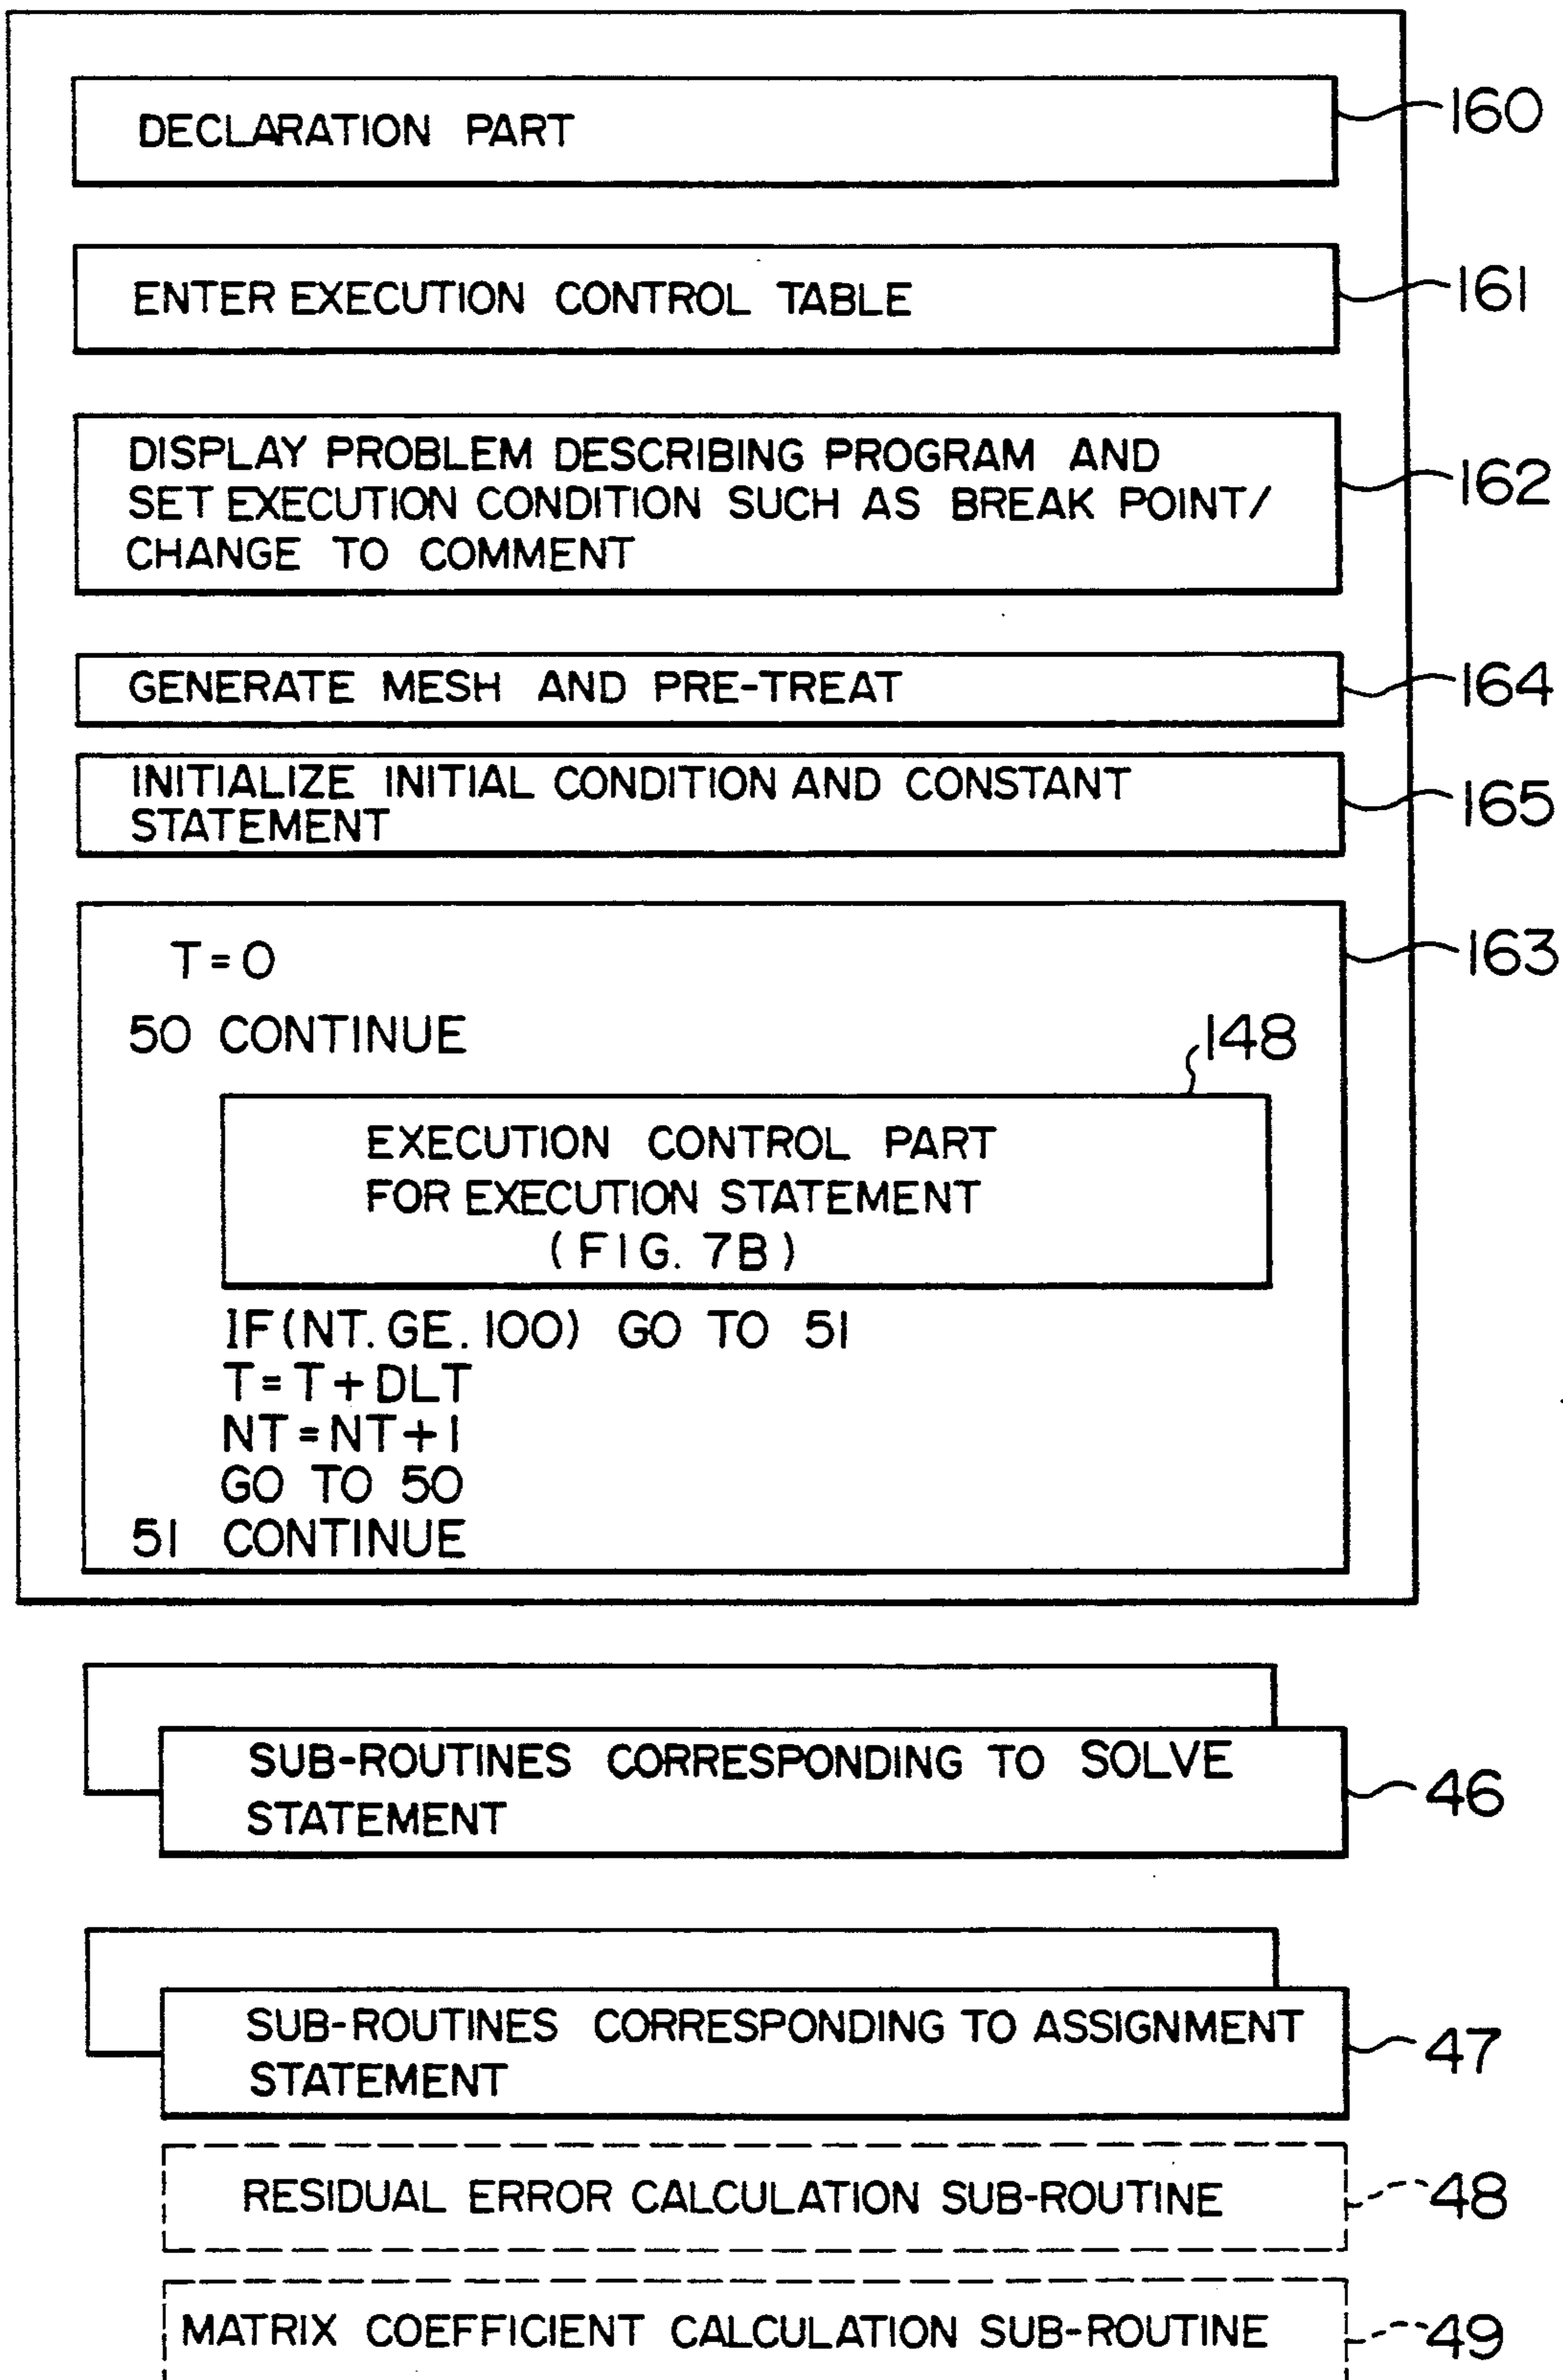 DECLARATION PART
160
ENTER EXECUTION CONTROL TABLE
161
DISPLAY PROBLEM DESCRIBING PROGRAM AND
SET EXECUTION CONDITION SUCH AS BREAK POINT/
CHANGE TO COMMENT
162
GENERATE MESH AND PRE-TREAT
164
INITIALIZE INITIAL CONDITION AND CONSTANT
STATEMENT
165
T=0
163
50 CONTINUE
148
EXECUTION CONTROL PART
FOR EXECUTION STATEMENT
(FIG. 7B)
IF(NT.GE.100) GO TO 51
T=T+DLT
NT=NT+1
GO TO 50
51 CONTINUE
SUB-ROUTINES CORRESPONDING TO SOLVE
STATEMENT
46
SUB-ROUTINES CORRESPONDING TO ASSIGNMENT
STATEMENT
47
RESIDUAL ERROR CALCULATION SUB-ROUTINE
48
MATRIX COEFFICIENT CALCULATION SUB-ROUTINE
49